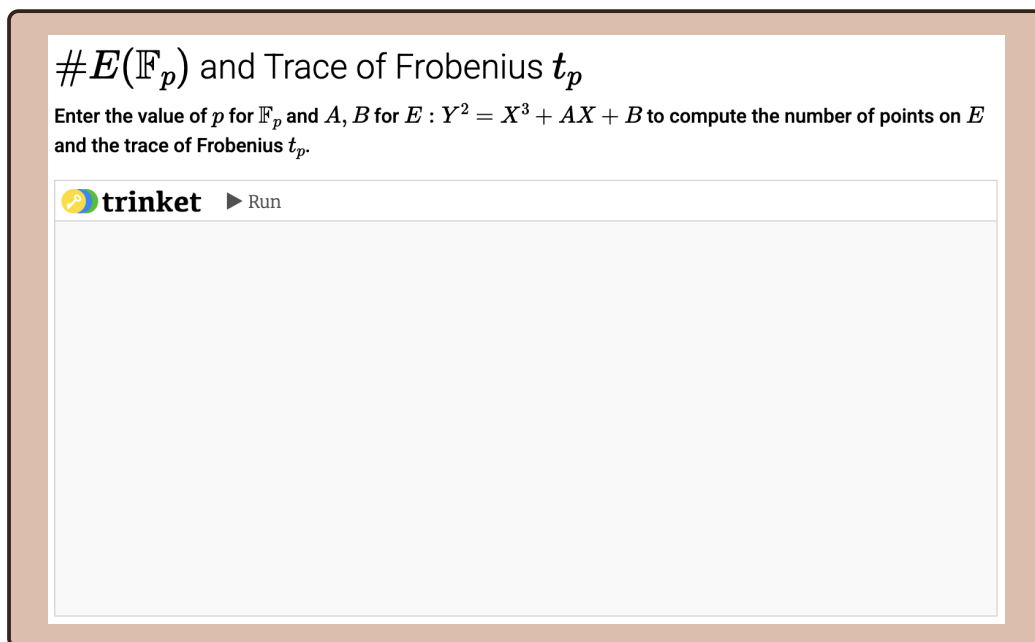 #E(𝔽ₚ) and Trace of Frobenius tₚ
Enter the value of p for 𝔽ₚ and A, B for E : Y² = X³ + AX + B to compute the number of points on E
and the trace of Frobenius tₚ.
trinket Run